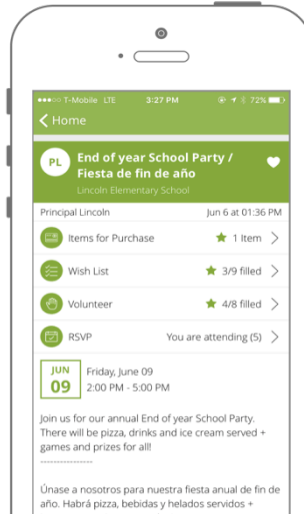 T-Mobile LTE 3:27 PM 72%
Home
PL
End of year School Party /
Fiesta de fin de año
Lincoln Elementary School
Principal Lincoln Jun 6 at 01:36 PM
Items for Purchase 1 Item
Wish List 3/9 filled
Volunteer 4/8 filled
RSVP You are attending (5)
JUN
09
Friday, June 09
2:00 PM - 5:00 PM
Join us for our annual End of year School Party.
There will be pizza, drinks and ice cream served +
games and prizes for all!
----------------
Únase a nosotros para nuestra fiesta anual de fin de
año. Habrá pizza, bebidas y helados servidos +